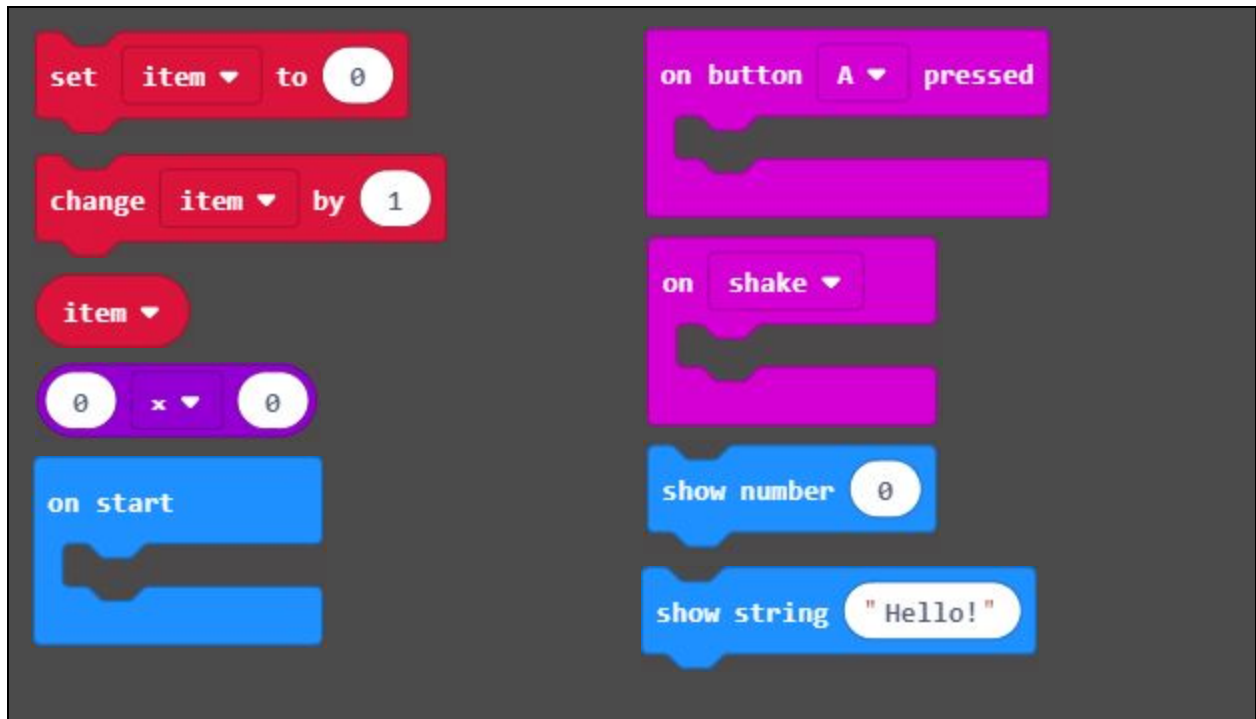 set item to 0
change item by 1
item
0 x 0
on start
on button A pressed
on shake
show number 0
show string "Hello!"